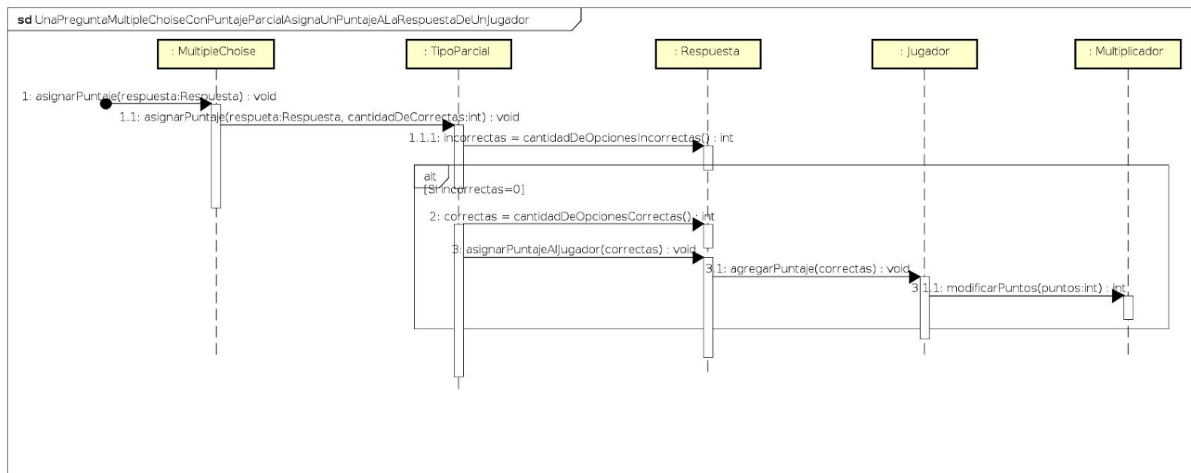 sd UnaPreguntaMultipleChoiseConPuntajeParcialAsignaUnPuntajeALaRespuestaDeUnJugador
: MultipleChoise
: TipoParcial
: Respuesta
: Jugador
: Multiplicador
1: asignarPuntaje(respuesta:Respuesta) : void
1.1: asignarPuntaje(respueta:Respuesta, cantidadDeCorrectas:int) : void
1.1.1: incorrectas = cantidadDeOpcionesIncorrectas() : int
alt
[Si incorrectas=0]
2: correctas = cantidadDeOpcionesCorrectas() : int
3: asignarPuntajeAlJugador(correctas) : void
3.1: agregarPuntaje(correctas) : void
3.1.1: modificarPuntos(puntos:int) : int